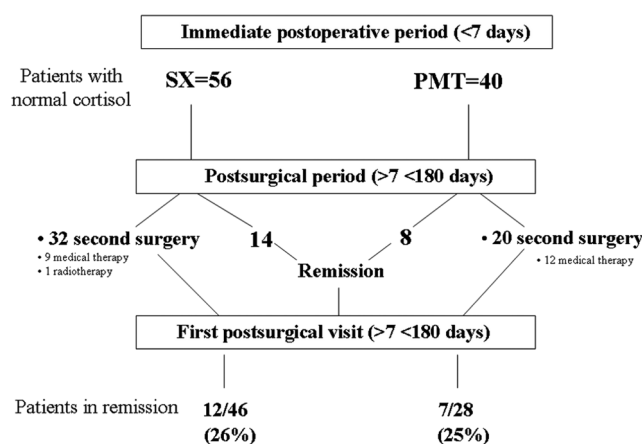 Immediate postoperative period (<7 days)
Patients with
normal cortisol
SX=56
PMT=40
Postsurgical period (>7 <180 days)
• 32 second surgery
• 9 medical therapy
• 1 radiotherapy
14
8
• 20 second surgery
• 12 medical therapy
Remission
First postsurgical visit (>7 <180 days)
Patients in remission
12/46
(26%)
7/28
(25%)